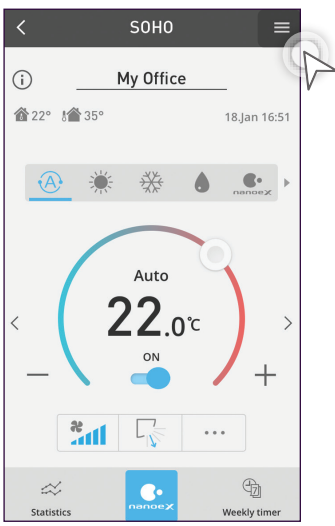 SOHO
My Office
22° 35° 18.Jan 16:51
A nanoeX
Auto
22.0℃
ON
Statistics nanoeX Weekly timer